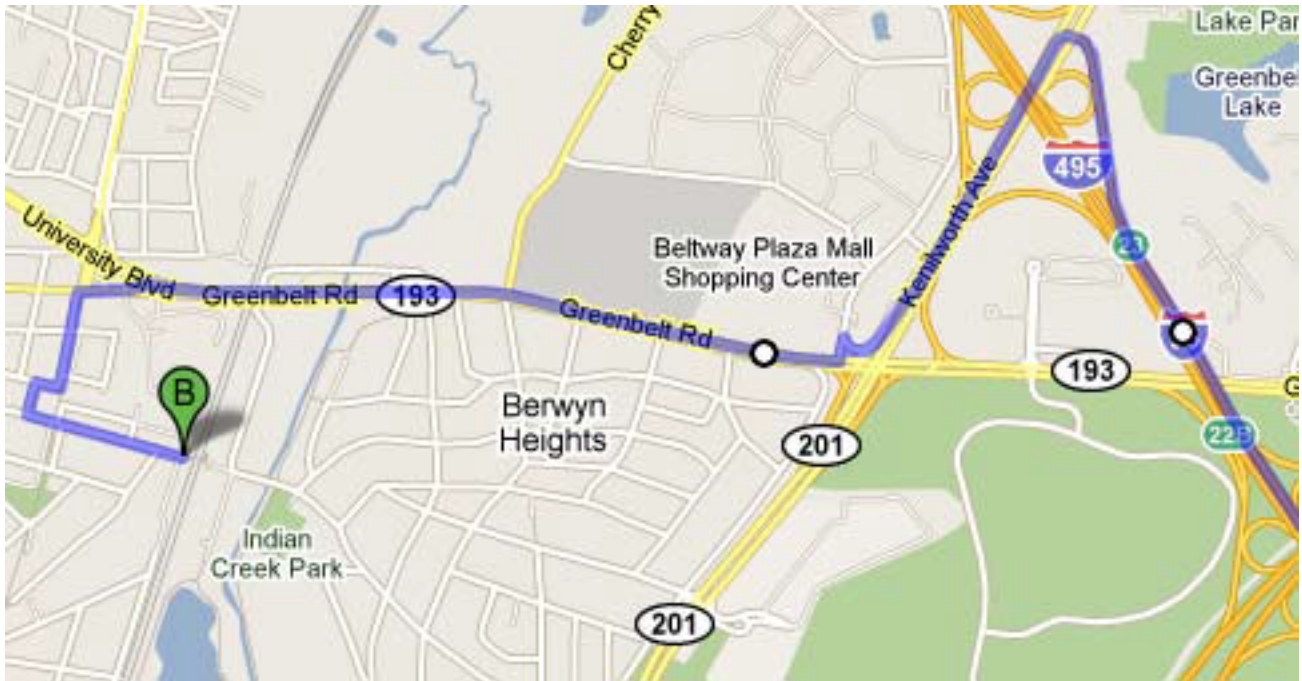 Lake Par
Greenbe
Lake
Cherry
495
University Blvd
Beltway Plaza Mall
Shopping Center
Kenilworth Ave
23
Greenbelt Rd
193
Greenbelt Rd
193
G
B
Berwyn
Heights
22B
201
Indian
Creek Park
201